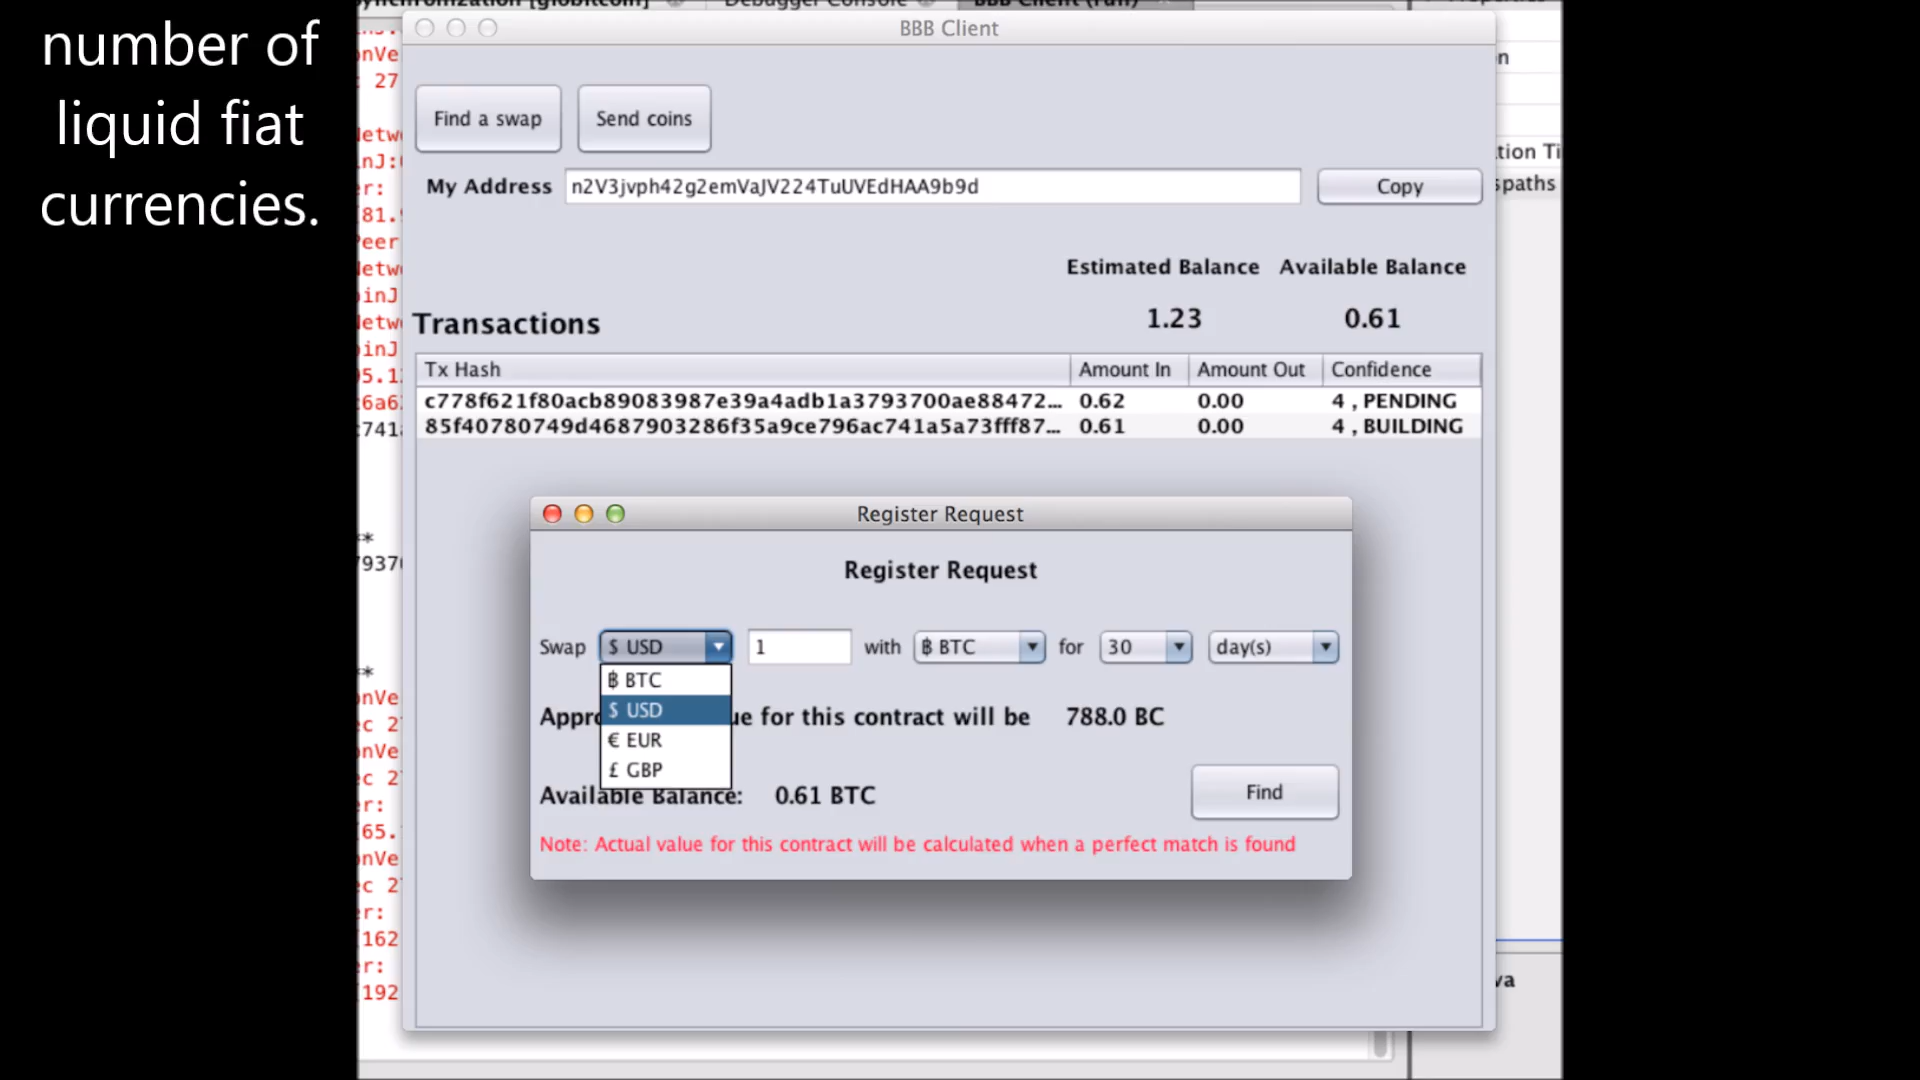 number of
liquid fiat
currencies.
BBB Client
Find a swap
Send coins
My Address
n2V3jvph42g2emVaJV224TuUVEdHAA9b9d
Copy
Estimated Balance
Available Balance
1.23
0.61
Transactions
Tx Hash
Amount In
Amount Out
Confidence
c778f621f80acb89083987e39a4adb1a3793700ae88472... 0.62 0.00 4 , PENDING
85f40780749d4687903286f35a9ce796ac741a5a73fff87... 0.61 0.00 4 , BUILDING
Register Request
Register Request
Swap $ USD 1 with ฿ BTC for 30 day(s)
฿ BTC
$ USD
€ EUR
£ GBP
for this contract will be 788.0 BC
Available Balance: 0.61 BTC
Find
Note: Actual value for this contract will be calculated when a perfect match is found